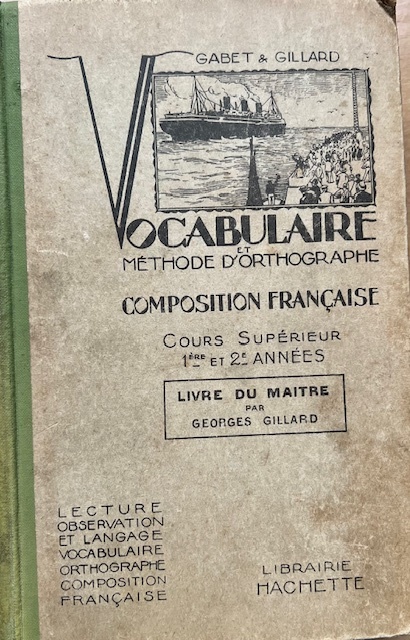 GABET & GILLARD
VOCABULAIRE
ET
MÉTHODE D'ORTHOGRAPHE
COMPOSITION FRANÇAISE
COURS SUPÉRIEUR
1ÈRE ET 2E ANNÉES
LIVRE DU MAITRE
PAR
GEORGES GILLARD
LECTURE
OBSERVATION
ET LANGAGE
VOCABULAIRE
ORTHOGRAPHE
COMPOSITION
FRANÇAISE
LIBRAIRIE
HACHETTE